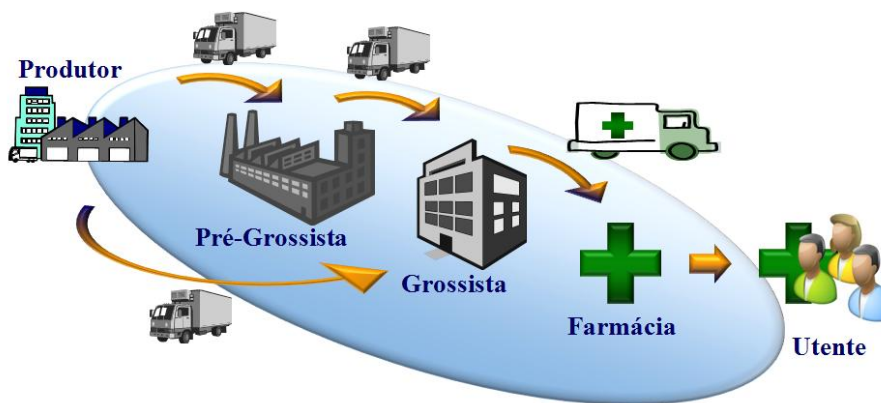 Produtor
Pré-Grossista
Grossista
Farmácia
Utente